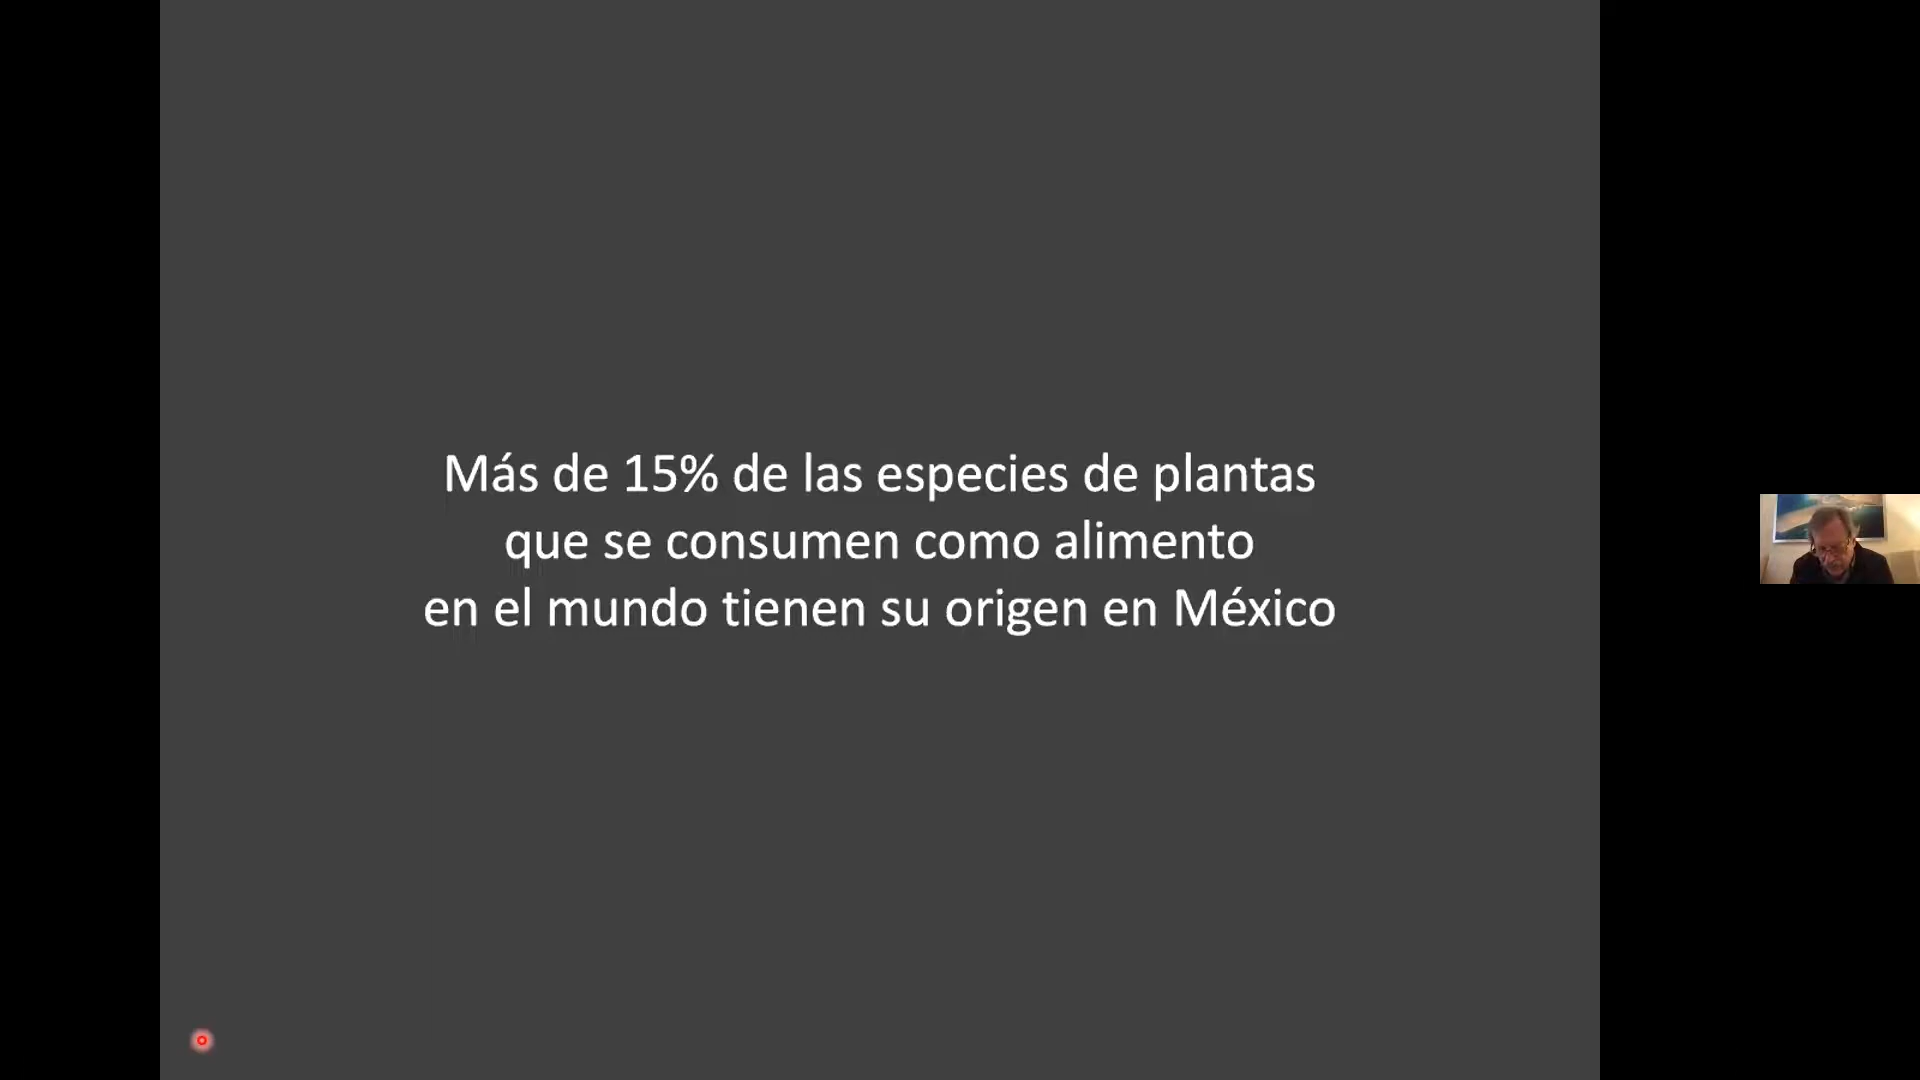 Más de 15% de las especies de plantas
que se consumen como alimento
en el mundo tienen su origen en México